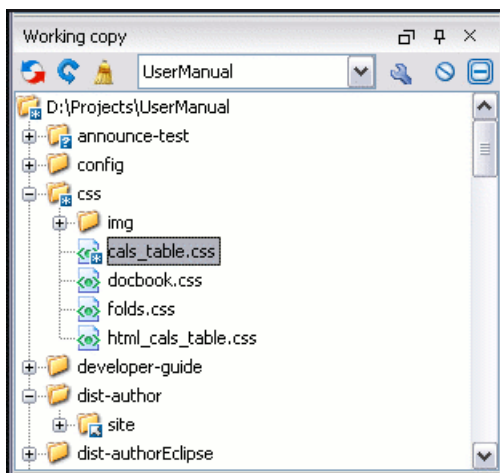 Working copy
UserManual
D:\Projects\UserManual
announce-test
config
css
img
cals_table.css
docbook.css
folds.css
html_cals_table.css
developer-guide
dist-author
site
dist-authorEclipse